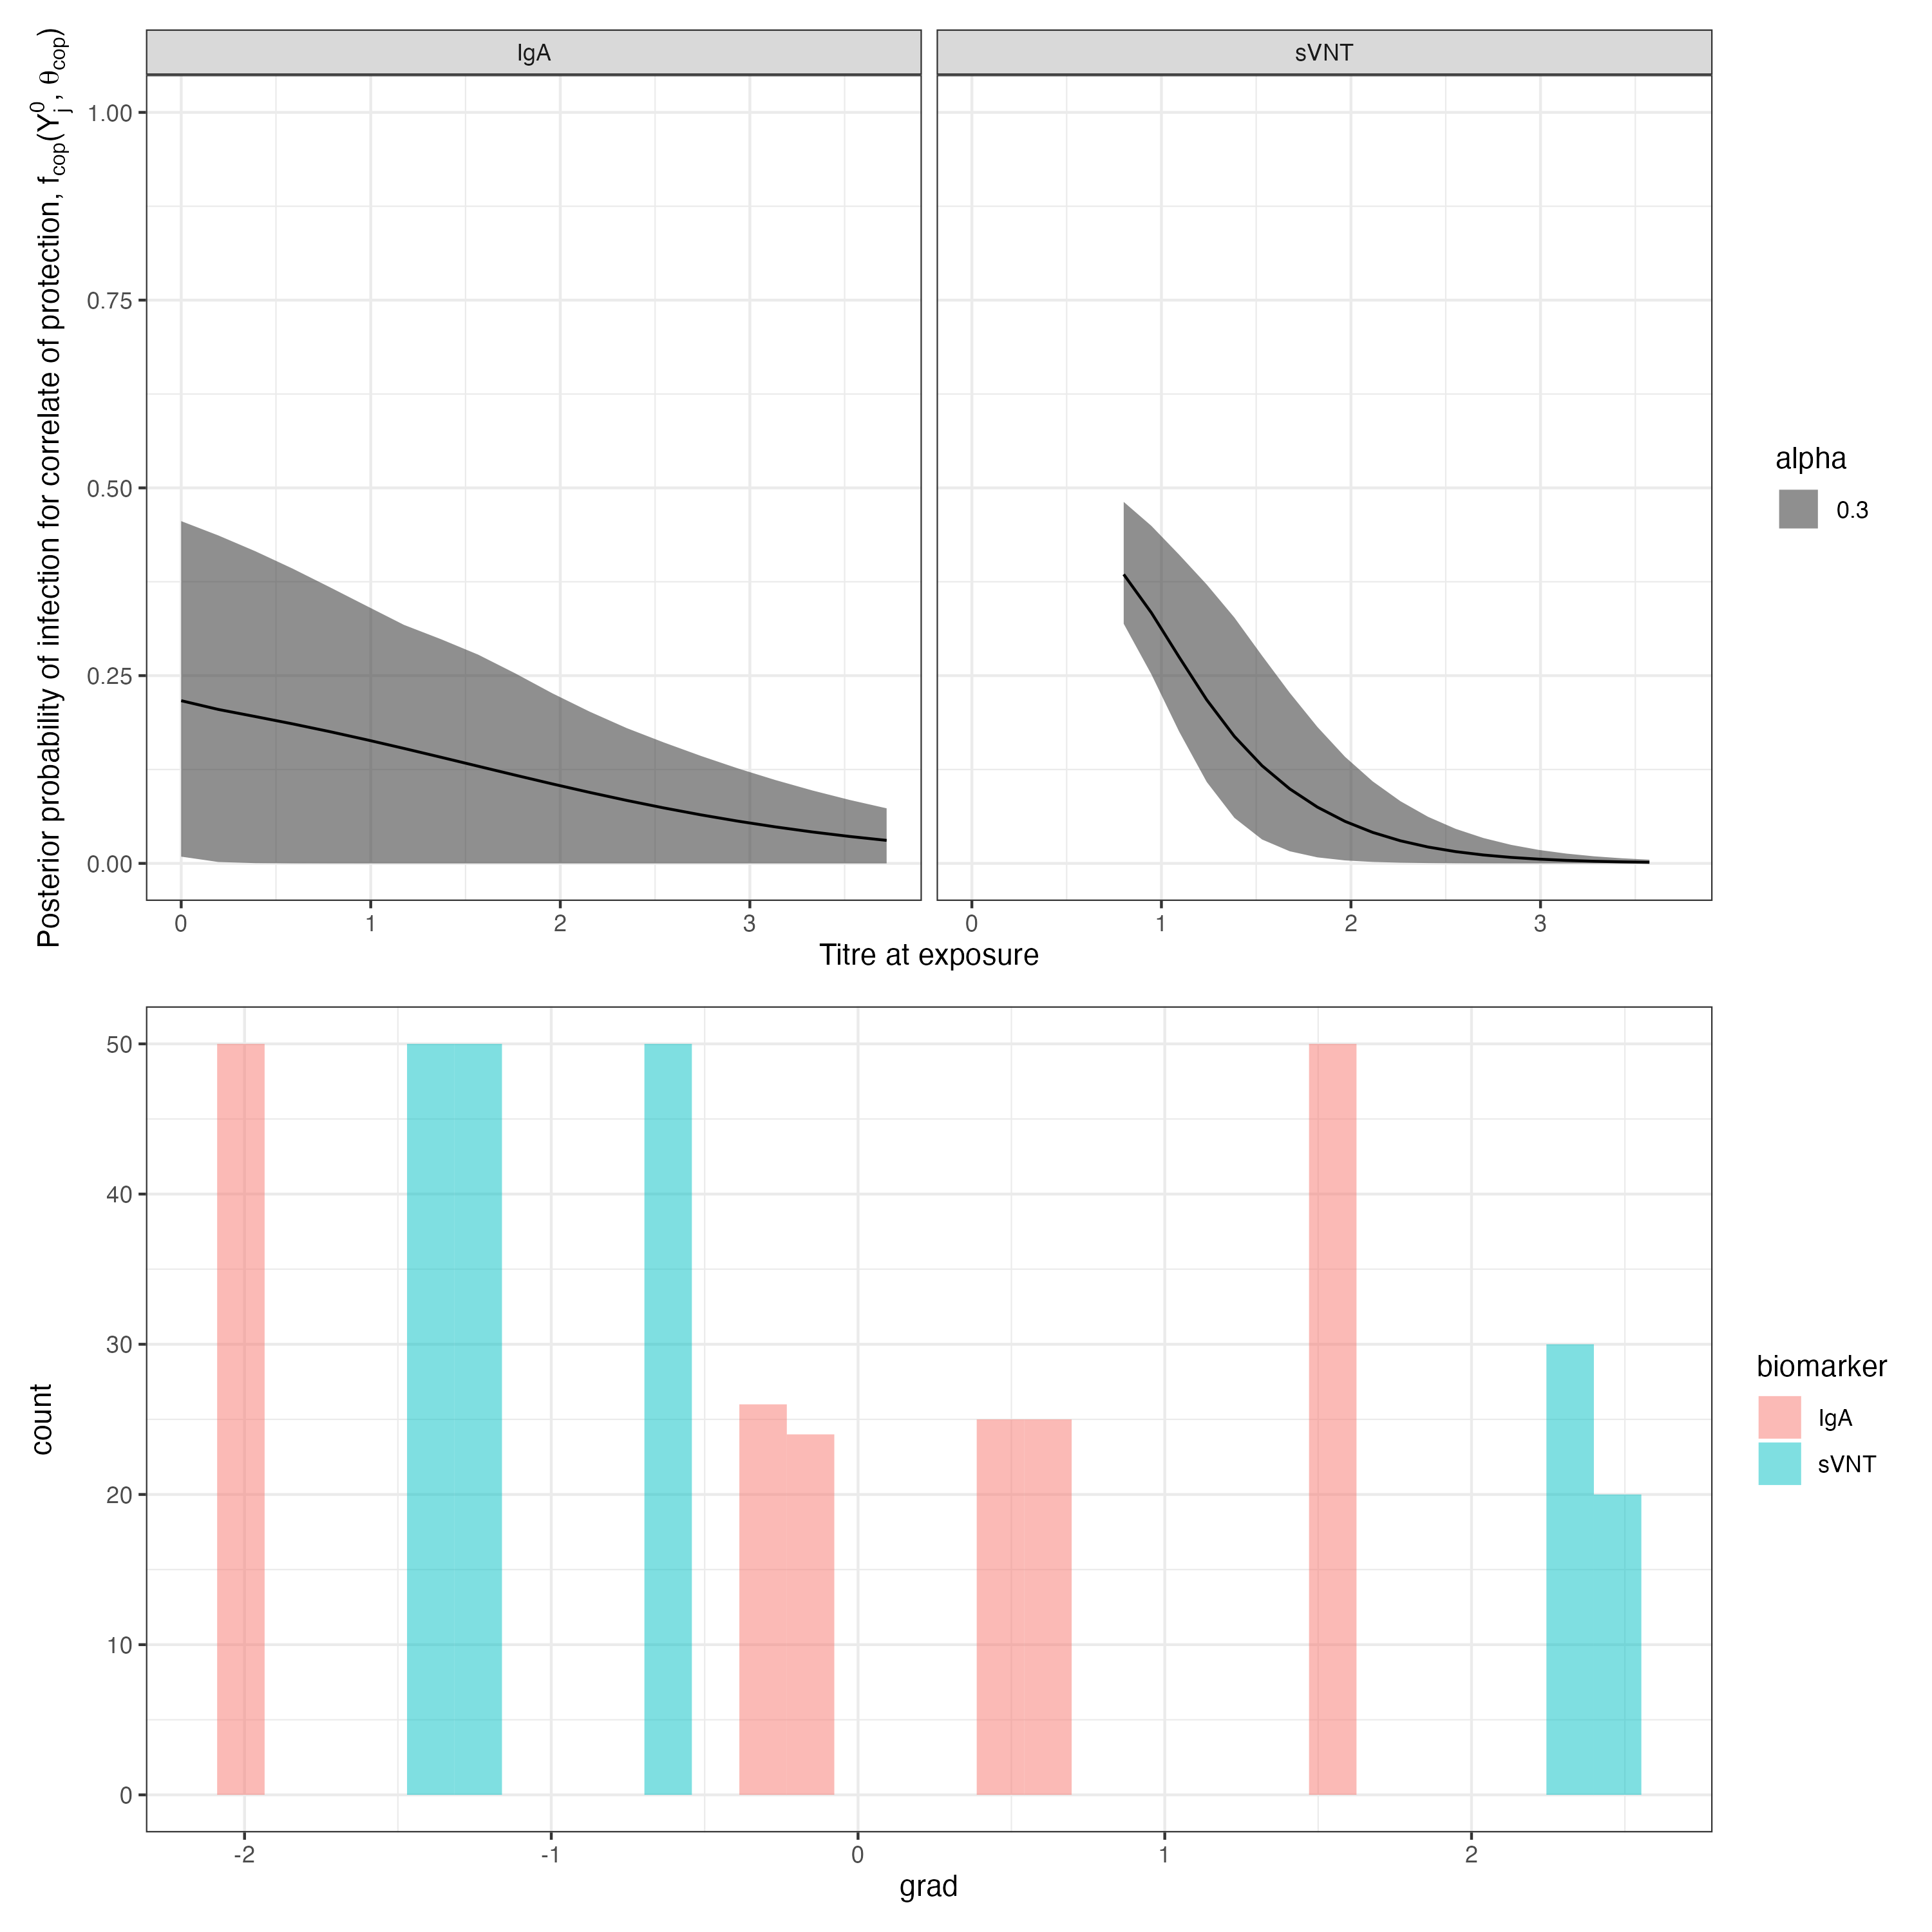 IgA
sVNT
Posterior probability of infection for correlate of protection, f_cop(Y_j^0, θ_cop)
1.00
0.75
0.50
0.25
0.00
0 1 2 3
0 1 2 3
Titre at exposure
alpha
0.3
count
50
40
30
20
10
0
-2 -1 0 1 2
grad
biomarker
IgA
sVNT